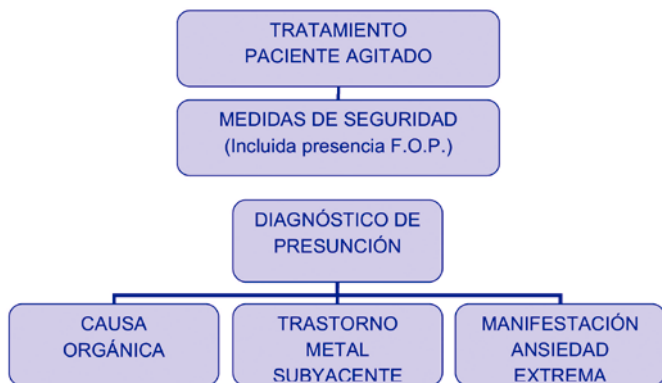 TRATAMIENTO
PACIENTE AGITADO
MEDIDAS DE SEGURIDAD
(Incluida presencia F.O.P.)
DIAGNÓSTICO DE
PRESUNCIÓN
CAUSA
ORGÁNICA
TRASTORNO
METAL
SUBYACENTE
MANIFESTACIÓN
ANSIEDAD
EXTREMA